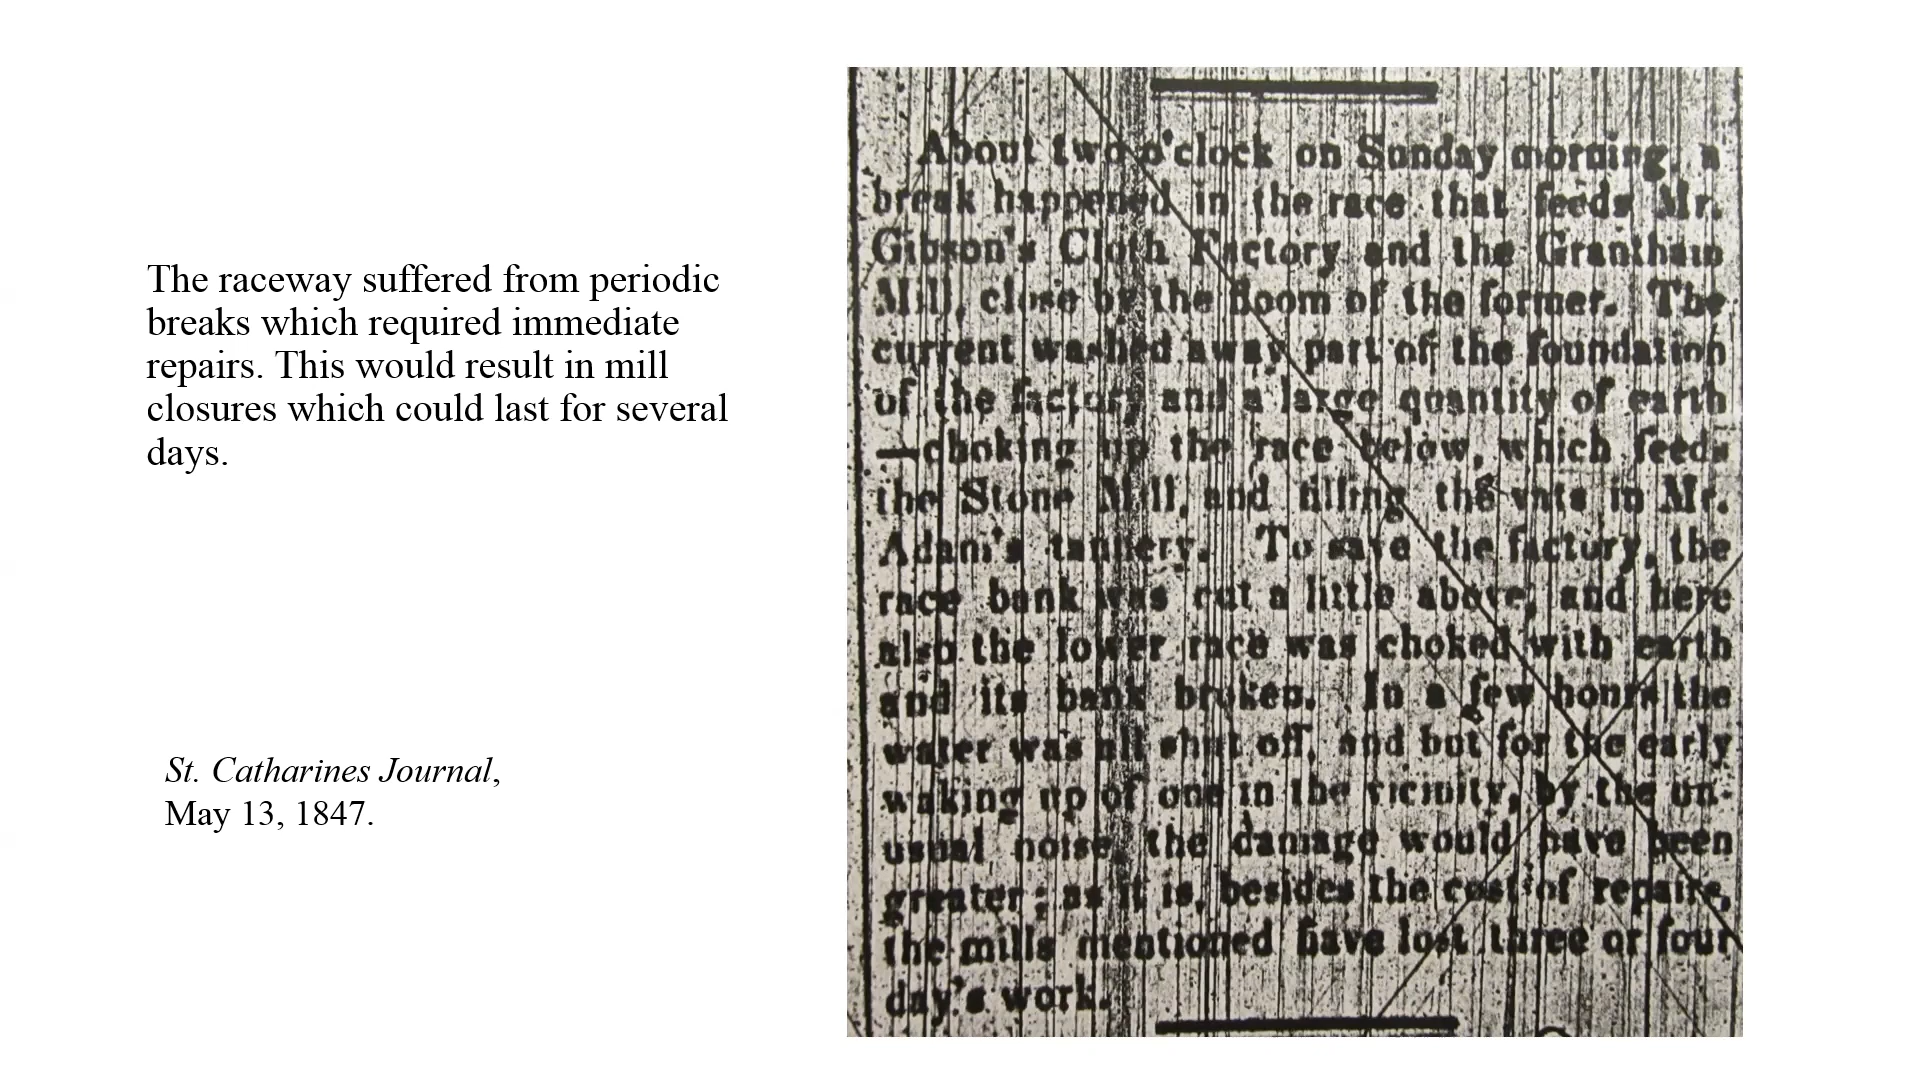 The raceway suffered from periodic
breaks which required immediate
repairs. This would result in mill
closures which could last for several
days.
St. Catharines Journal,
May 13, 1847.
About two o'clock on Sunday morning, a
break happened in the race that feeds Mr.
Gibson's Cloth Factory and the Grantham
Mill, close by the floom of the former. The
current washed away part of the foundation
of the factory and a large quantity of earth
—choking up the race below, which feeds
the Stone Mill, and filling the vats in Mr.
Adam's tannery. To save the factory, the
race bank was cut a little above, and here
also the lower race was choked with earth
and its bank broken. In a few hours the
water was all shut off, and but for the early
waking up of one in the vicinity, by the un-
usual noise, the damage would have been
greater; as it is, besides the cost of repairs,
the mills mentioned have lost three or four
day's work.